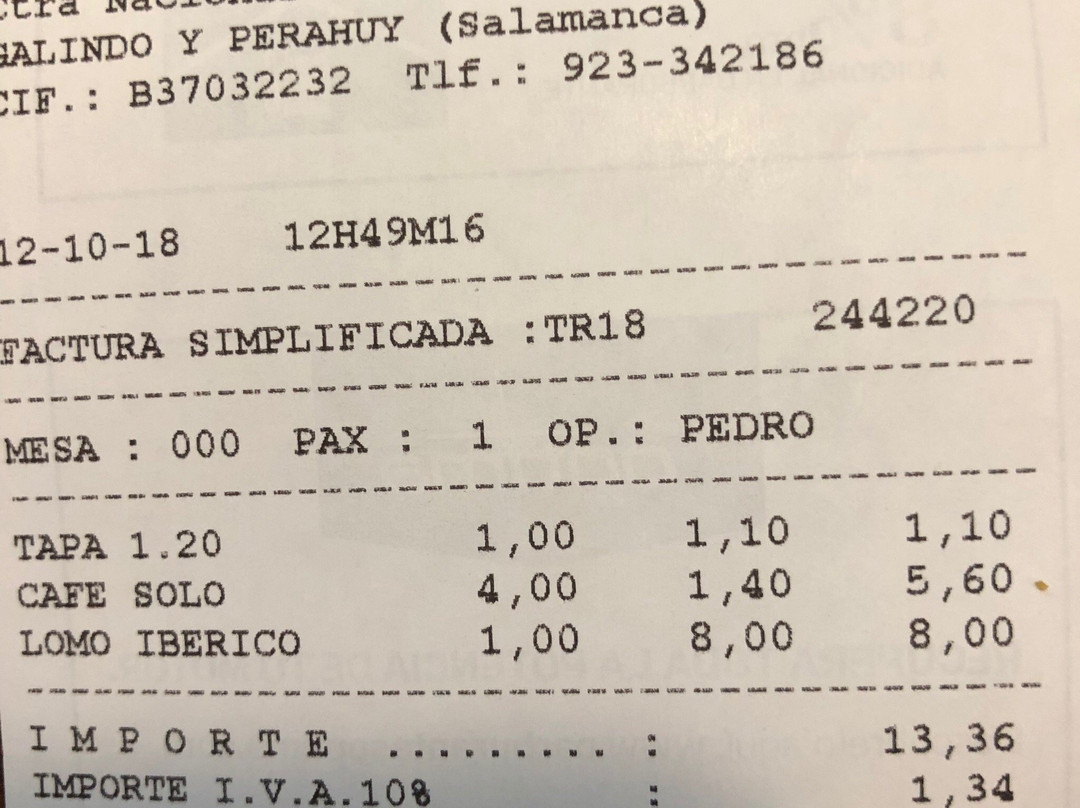 ctra Nacional
GALINDO Y PERAHUY (Salamanca)
CIF.: B37032232 Tlf.: 923-342186
12-10-18 12H49M16
FACTURA SIMPLIFICADA :TR18 244220
MESA : 000 PAX : 1 OP.: PEDRO
TAPA 1.20 1,00 1,10 1,10
CAFE SOLO 4,00 1,40 5,60
LOMO IBERICO 1,00 8,00 8,00
I M P O R T E .......... : 13,36
IMPORTE I.V.A.10% : 1,34